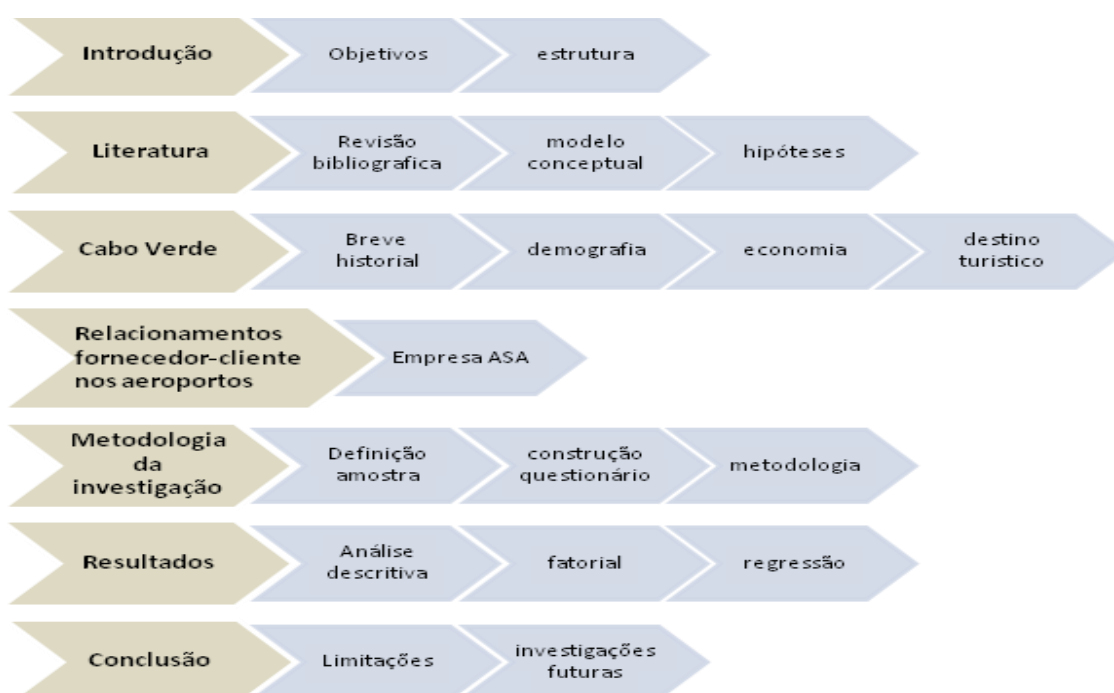 Introdução
Objetivos
estrutura
Literatura
Revisão
bibliografica
modelo
conceptual
hipóteses
Cabo Verde
Breve
historial
demografia
economia
destino
turistico
Relacionamentos
fornecedor-cliente
nos aeroportos
Empresa ASA
Metodologia
da
investigação
Definição
amostra
construção
questionário
metodologia
Resultados
Análise
descritiva
fatorial
regressão
Conclusão
Limitações
investigações
futuras